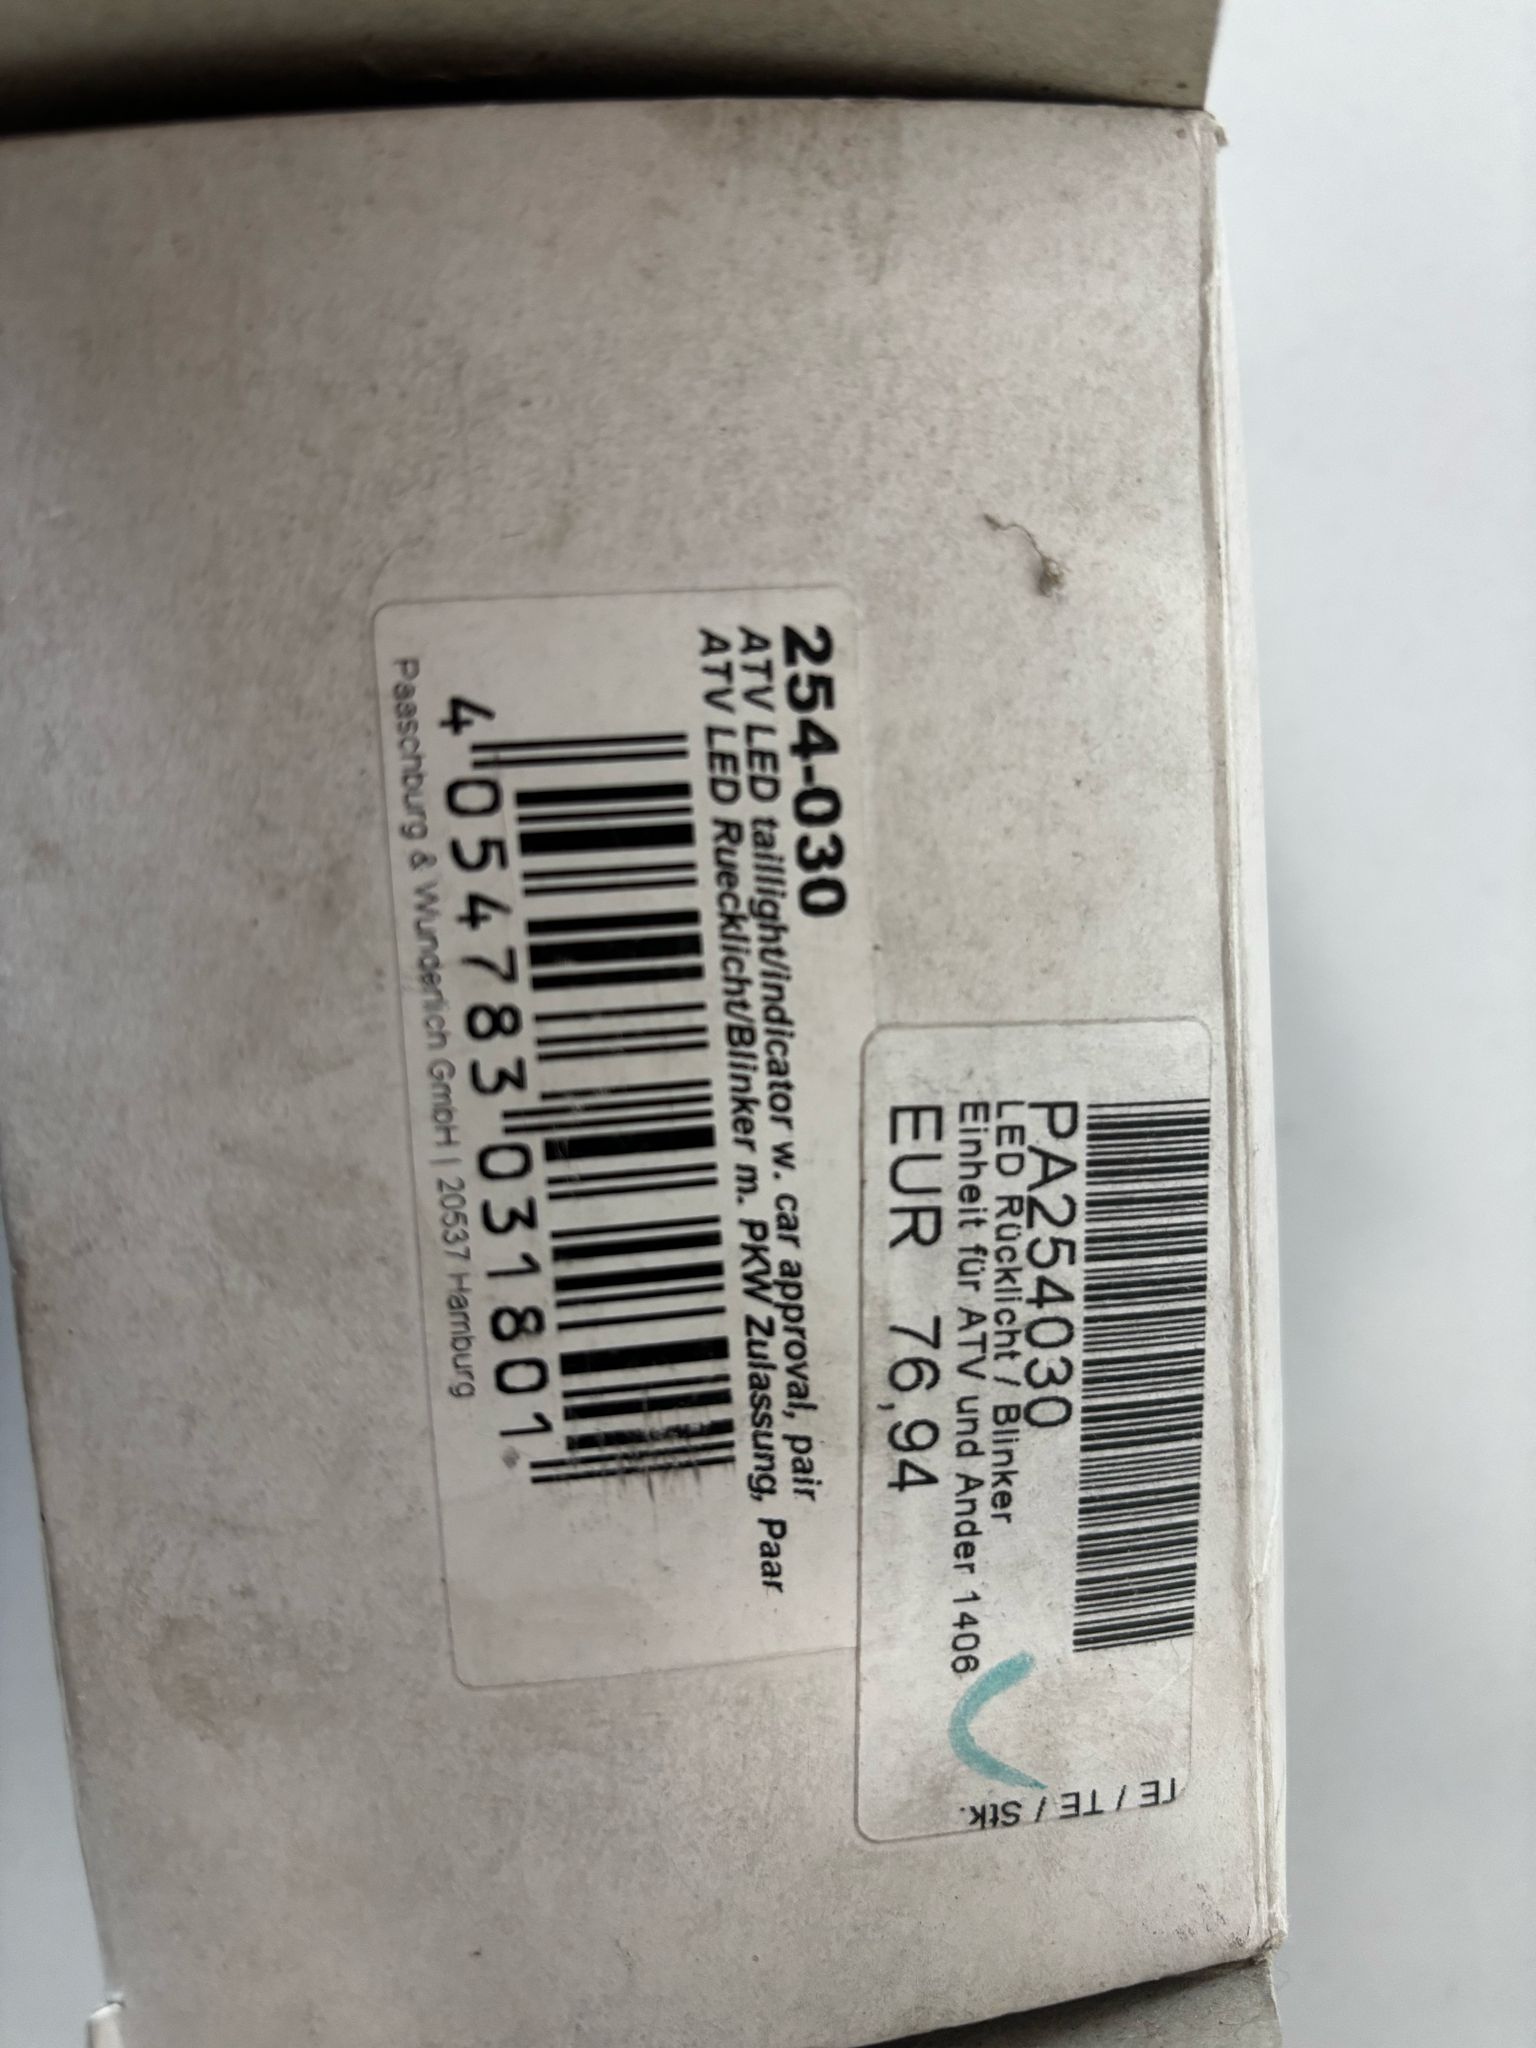 PA254030
LED Rücklicht / Blinker
Einheit für ATV und Ander 1406
EUR 76,94
TE / TE / Stk.
254-030
ATV LED taillight/indicator w. car approval, pair
ATV LED Ruecklicht/Blinker m. PKW Zulassung, Paar
4 054783 031801
Paaschburg & Wunderlich GmbH | 20537 Hamburg